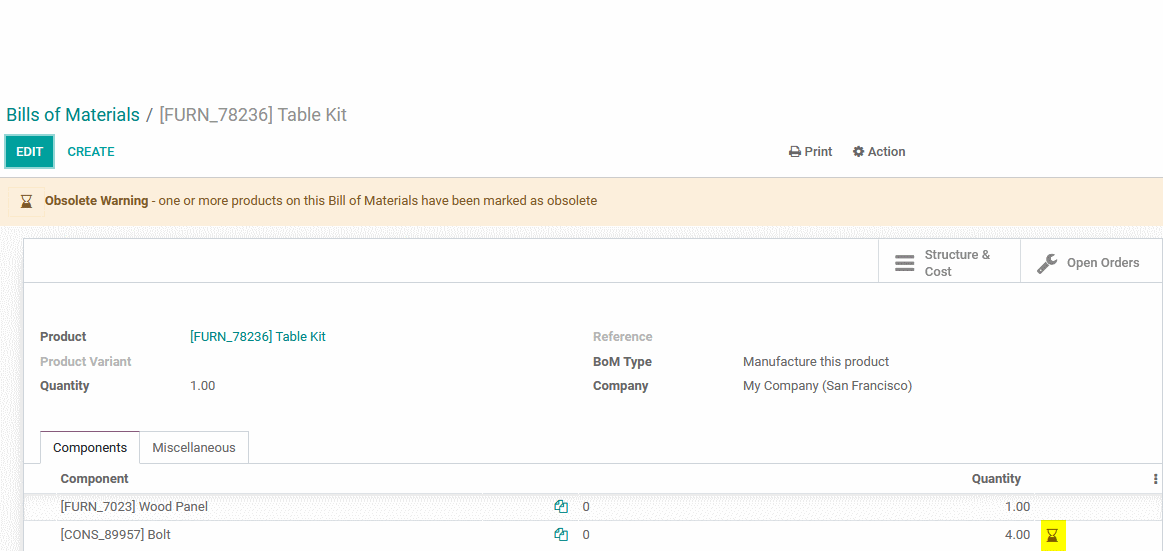 Bills of Materials / [FURN_78236] Table Kit
EDIT CREATE Print Action
Obsolete Warning - one or more products on this Bill of Materials have been marked as obsolete
Structure & Cost
Open Orders
Product [FURN_78236] Table Kit
Product Variant
Quantity 1.00
Reference
BoM Type Manufacture this product
Company My Company (San Francisco)
Components Miscellaneous
Component Quantity
[FURN_7023] Wood Panel 0 1.00
[CONS_89957] Bolt 0 4.00